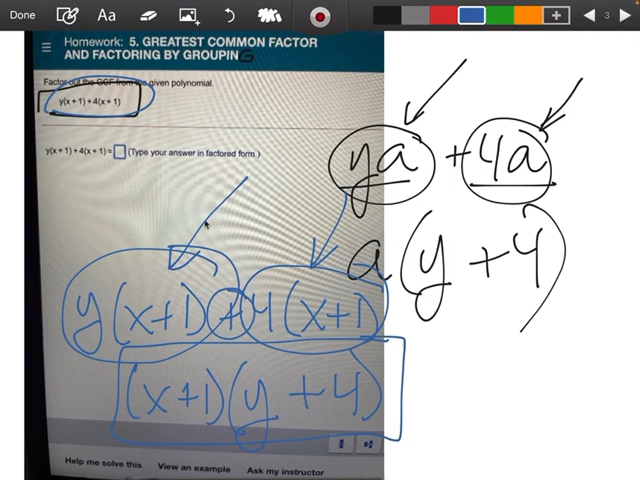 Done
Aa
3
Homework: 5. GREATEST COMMON FACTOR
AND FACTORING BY GROUPING
Factor out the GCF from the given polynomial.
y(x+1)+4(x+1)
y(x+1)+4(x+1)= (Type your answer in factored form.)
ya + 4a
a(y+4)
y(x+1)+4(x+1)
(x+1)(y+4)
Help me solve this View an example Ask my instructor